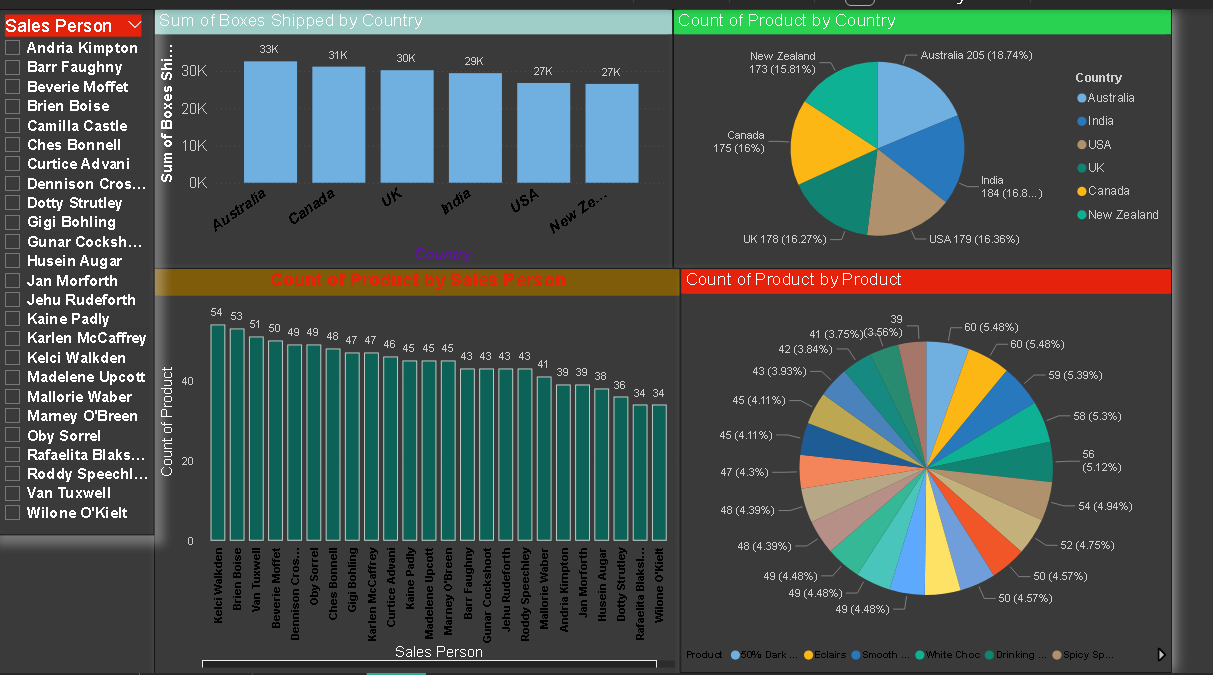 Sales Person
Andria Kimpton
Barr Faughny
Beverie Moffet
Brien Boise
Camilla Castle
Ches Bonnell
Curtice Advani
Dennison Cros...
Dotty Strutley
Gigi Bohling
Gunar Cocksh...
Husein Augar
Jan Morforth
Jehu Rudeforth
Kaine Padly
Karlen McCaffrey
Kelci Walkden
Madelene Upcott
Mallorie Waber
Marney O'Breen
Oby Sorrel
Rafaelita Blaks...
Roddy Speechl...
Van Tuxwell
Wilone O'Kielt
Sum of Boxes Shipped by Country
Sum of Boxes Shi...
30K
20K
10K
0K
33K
31K
30K
29K
27K
27K
Australia
Canada
UK
India
USA
New Ze...
Country
Count of Product by Country
Australia 205 (18.74%)
India
184 (16.8...)
USA 179 (16.36%)
UK 178 (16.27%)
Canada
175 (16%)
New Zealand
173 (15.81%)
Country
Australia
India
USA
UK
Canada
New Zealand
Count of Product by Sales Person
Count of Product
40
20
0
54
53
51
50
49
49
48
47
47
46
45
45
45
43
43
43
43
41
39
39
38
36
34
34
Kelci Walkden
Brien Boise
Van Tuxwell
Beverie Moffet
Dennison Cros...
Oby Sorrel
Ches Bonnell
Gigi Bohling
Karlen McCaffrey
Curtice Advani
Kaine Padly
Madelene Upcott
Marney O'Breen
Barr Faughny
Gunar Cockshoot
Jehu Rudeforth
Roddy Speechley
Mallorie Waber
Andria Kimpton
Jan Morforth
Husein Augar
Dotty Strutley
Rafaelita Blaksl...
Wilone O'Kielt
Sales Person
Count of Product by Product
60 (5.48%)
60 (5.48%)
59 (5.39%)
58 (5.3%)
56
(5.12%)
54 (4.94%)
52 (4.75%)
50 (4.57%)
50 (4.57%)
49 (4.48%)
49 (4.48%)
49 (4.48%)
48 (4.39%)
48 (4.39%)
47 (4.3%)
45 (4.11%)
45 (4.11%)
43 (3.93%)
42 (3.84%)
41 (3.75%)
39
(3.56%)
Product
50% Dark ...
Eclairs
Smooth ...
White Choc
Drinking ...
Spicy Sp...